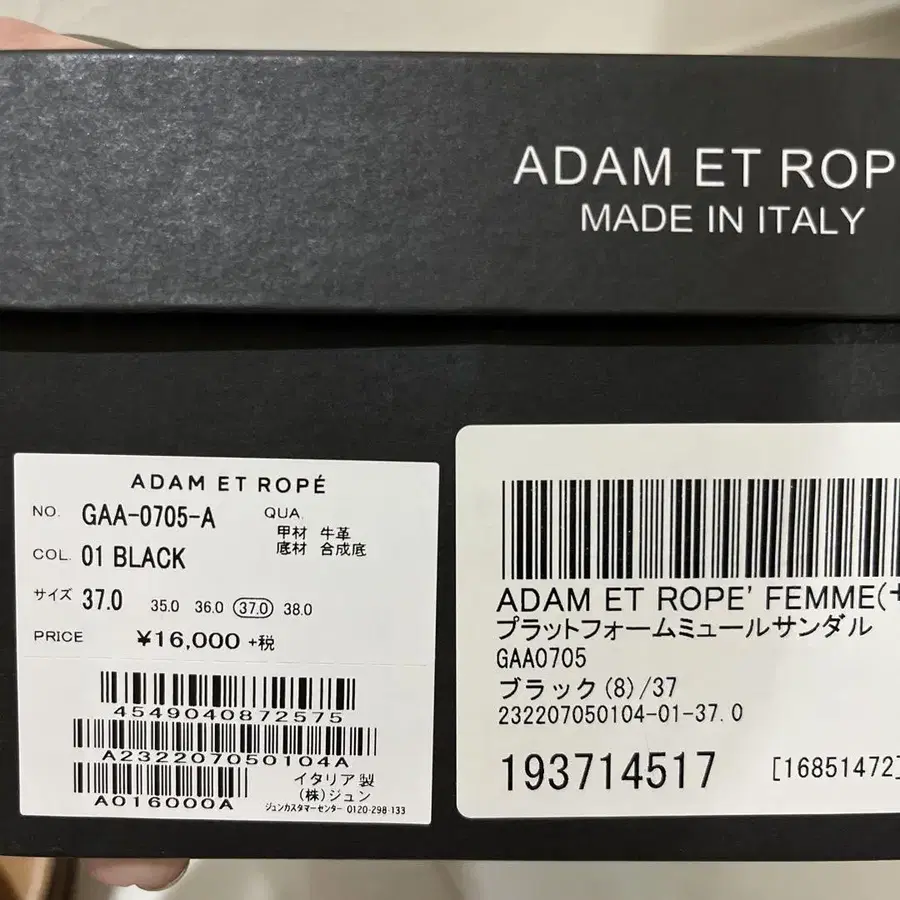 ADAM ET ROP
MADE IN ITALY
ADAM ET ROPÉ
NO. GAA-0705-A
QUA.
甲材 牛革
底材 合成底
COL. 01 BLACK
サイズ 37.0 35.0 36.0 37.0 38.0
PRICE ¥16,000 +税
4549040872575
A232207050104A
A016000A
イタリア製
(株)ジュン
ジュンカスタマーセンター 0120-298-133
ADAM ET ROPE' FEMME(
プラットフォームミュールサンダル
GAA0705
ブラック(8)/37
232207050104-01-37.0
193714517 [16851472]